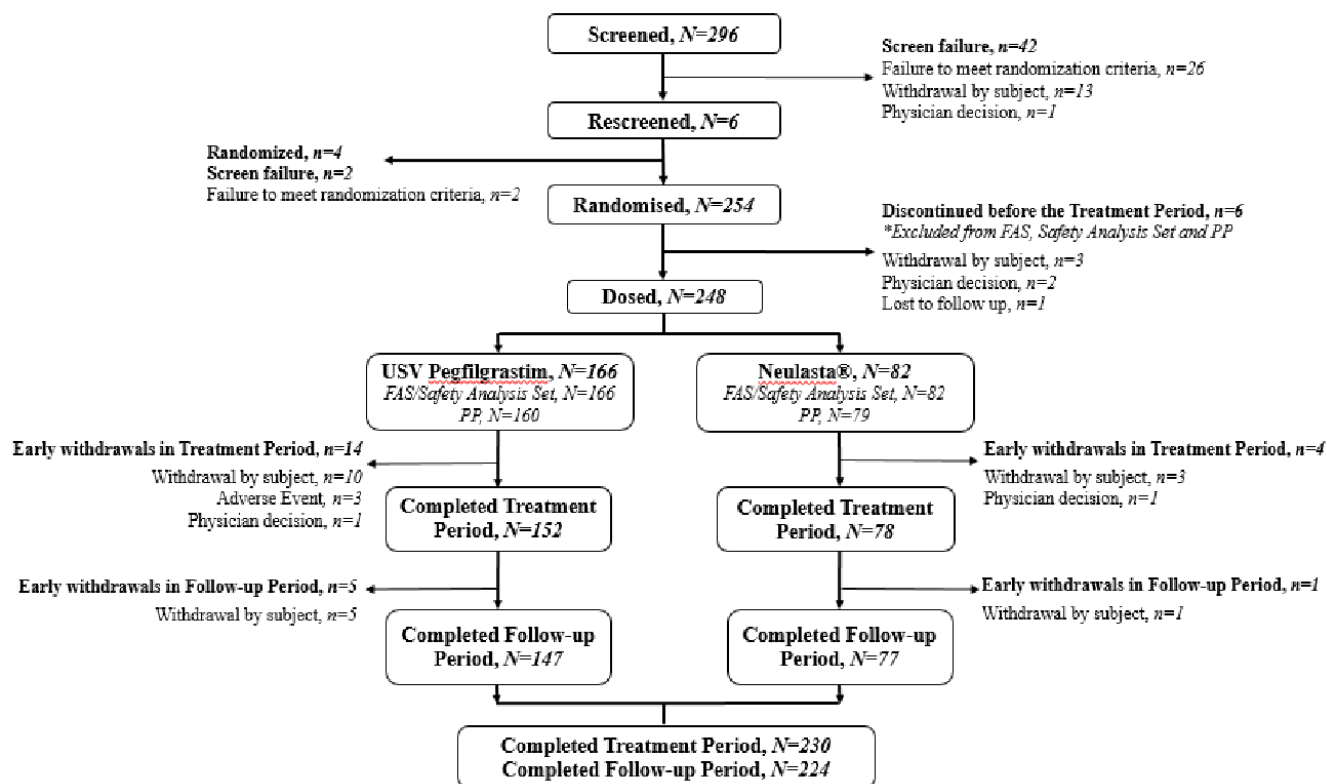 Screened, N=296
Screen failure, n=42
Failure to meet randomization criteria, n=26
Withdrawal by subject, n=13
Physician decision, n=1
Rescreened, N=6
Randomized, n=4
Screen failure, n=2
Failure to meet randomization criteria, n=2
Randomised, N=254
Discontinued before the Treatment Period, n=6
*Excluded from FAS, Safety Analysis Set and PP
Withdrawal by subject, n=3
Physician decision, n=2
Lost to follow up, n=1
Dosed, N=248
USV Pegfilgrastim, N=166
FAS/Safety Analysis Set, N=166
PP, N=160
Neulasta®, N=82
FAS/Safety Analysis Set, N=82
PP, N=79
Early withdrawals in Treatment Period, n=14
Withdrawal by subject, n=10
Adverse Event, n=3
Physician decision, n=1
Early withdrawals in Treatment Period, n=4
Withdrawal by subject, n=3
Physician decision, n=1
Completed Treatment
Period, N=152
Completed Treatment
Period, N=78
Early withdrawals in Follow-up Period, n=5
Withdrawal by subject, n=5
Early withdrawals in Follow-up Period, n=1
Withdrawal by subject, n=1
Completed Follow-up
Period, N=147
Completed Follow-up
Period, N=77
Completed Treatment Period, N=230
Completed Follow-up Period, N=224